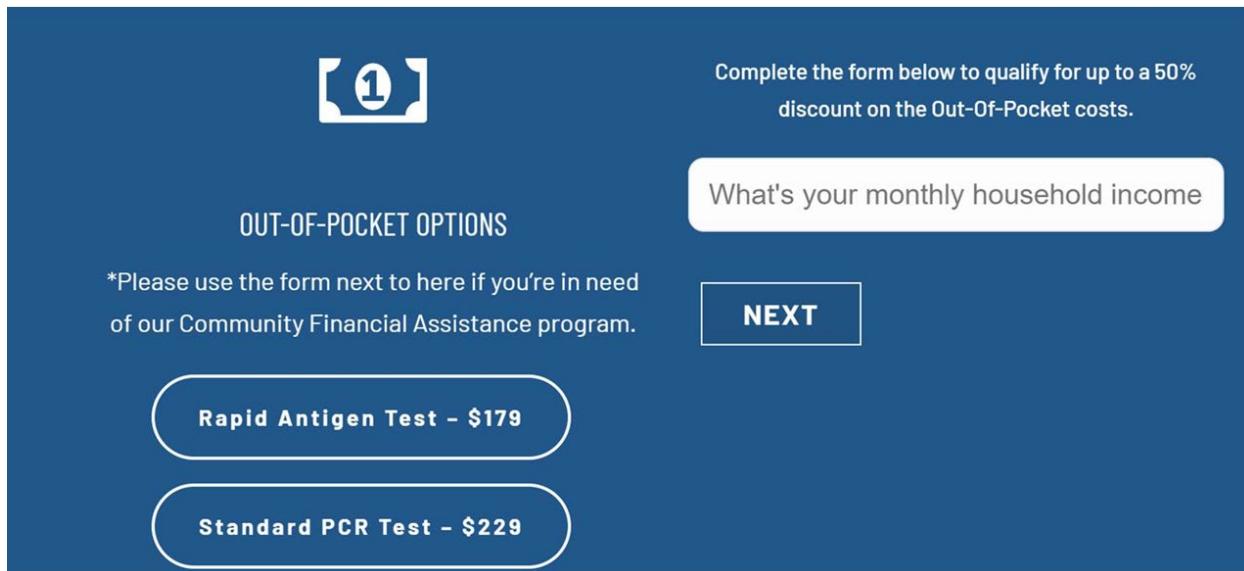 1
OUT-OF-POCKET OPTIONS
*Please use the form next to here if you’re in need
of our Community Financial Assistance program.
Rapid Antigen Test – $179
Standard PCR Test – $229
Complete the form below to qualify for up to a 50%
discount on the Out-Of-Pocket costs.
What's your monthly household income
NEXT